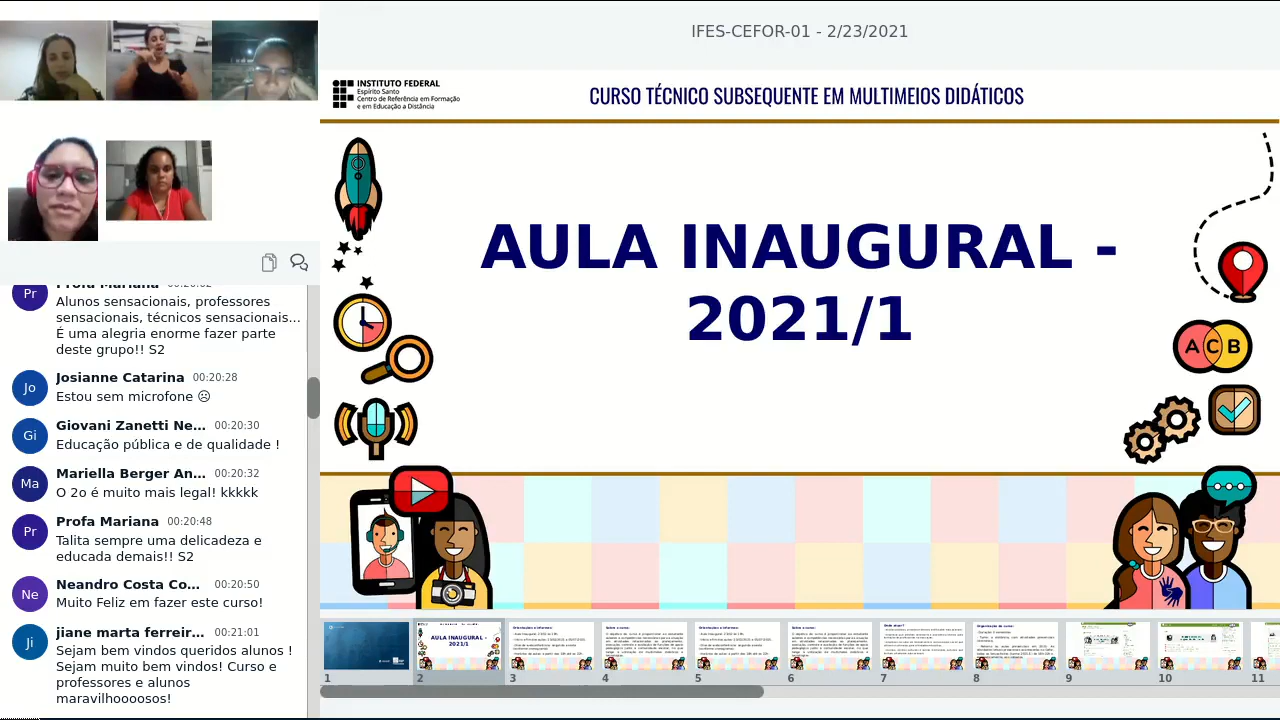 IFES-CEFOR-01 - 2/23/2021
INSTITUTO FEDERAL
Espírito Santo
Centro de Referência em Formação
e em Educação a Distância
CURSO TÉCNICO SUBSEQUENTE EM MULTIMEIOS DIDÁTICOS
AULA INAUGURAL -
2021/1
A C B
Pr
Profa Mariana
Alunos sensacionais, professores
sensacionais, técnicos sensacionais...
É uma alegria enorme fazer parte
deste grupo!! S2
Jo
Josianne Catarina 00:20:28
Estou sem microfone ☹
Gi
Giovani Zanetti Ne... 00:20:30
Educação pública e de qualidade !
Ma
Mariella Berger An... 00:20:32
O 2o é muito mais legal! kkkkk
Pr
Profa Mariana 00:20:48
Talita sempre uma delicadeza e
educada demais!! S2
Ne
Neandro Costa Co... 00:20:50
Muito Feliz em fazer este curso!
Ji
jiane marta ferreir... 00:21:01
Sejam bem vindos queridos alunos
Sejam muito bem vindos! Curso e
professores e alunos
maravilhoooosos!
AULA INAUGURAL -
2021/1
1 2 3 4 5 6 7 8 9 10 11